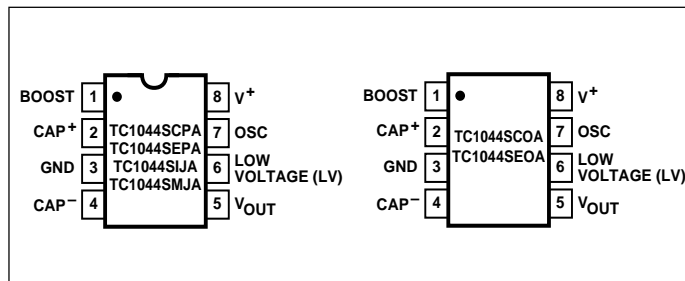 BOOST 1 8 V+
CAP+ 2 7 OSC
GND 3 6 LOW VOLTAGE (LV)
CAP− 4 5 VOUT
TC1044SCPA
TC1044SEPA
TC1044SIJA
TC1044SMJA
BOOST 1 8 V+
CAP+ 2 7 OSC
GND 3 6 LOW VOLTAGE (LV)
CAP− 4 5 VOUT
TC1044SCOA
TC1044SEOA